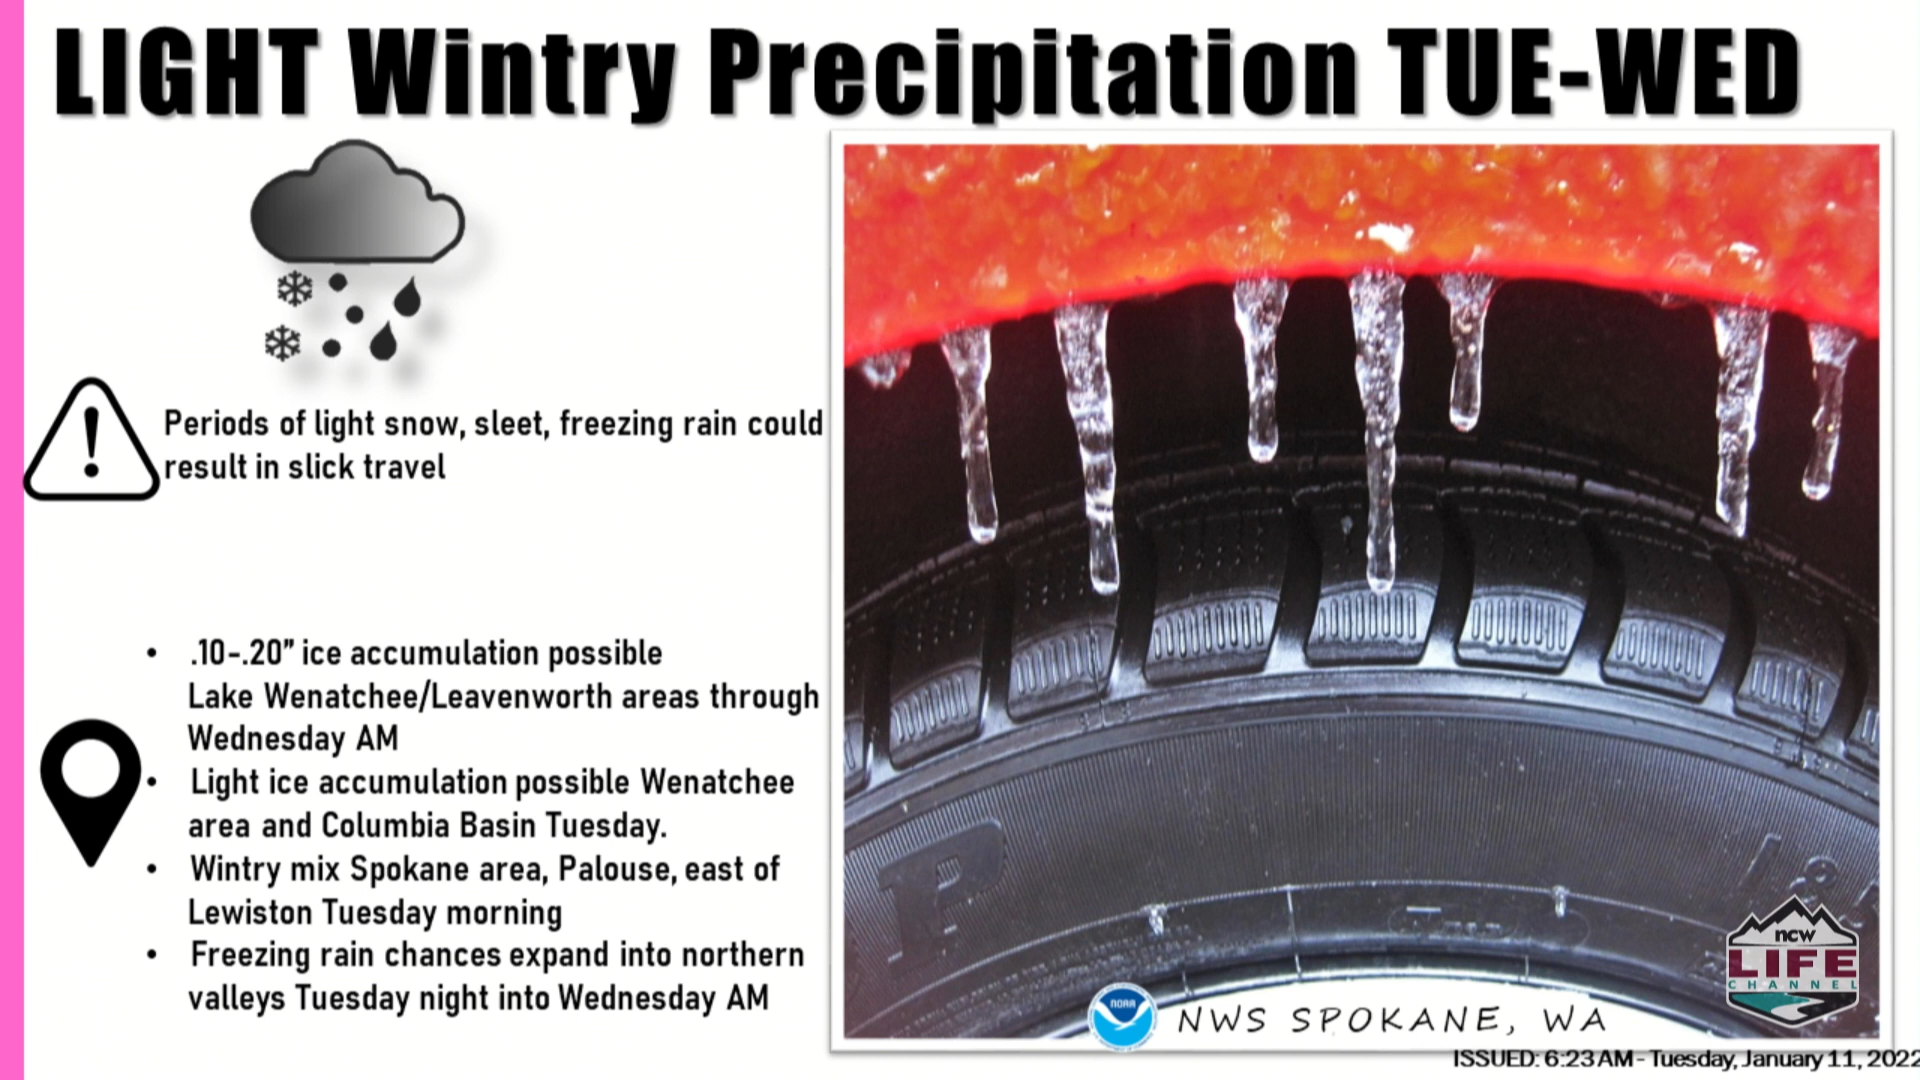 LIGHT Wintry Precipitation TUE-WED
Periods of light snow, sleet, freezing rain could
result in slick travel
• .10-.20” ice accumulation possible
Lake Wenatchee/Leavenworth areas through
Wednesday AM
• Light ice accumulation possible Wenatchee
area and Columbia Basin Tuesday.
• Wintry mix Spokane area, Palouse, east of
Lewiston Tuesday morning
• Freezing rain chances expand into northern
valleys Tuesday night into Wednesday AM
P
ncw
LIFE
CHANNEL
NOAA
NWS SPOKANE, WA
ISSUED: 6:23 AM - Tuesday, January 11, 2022